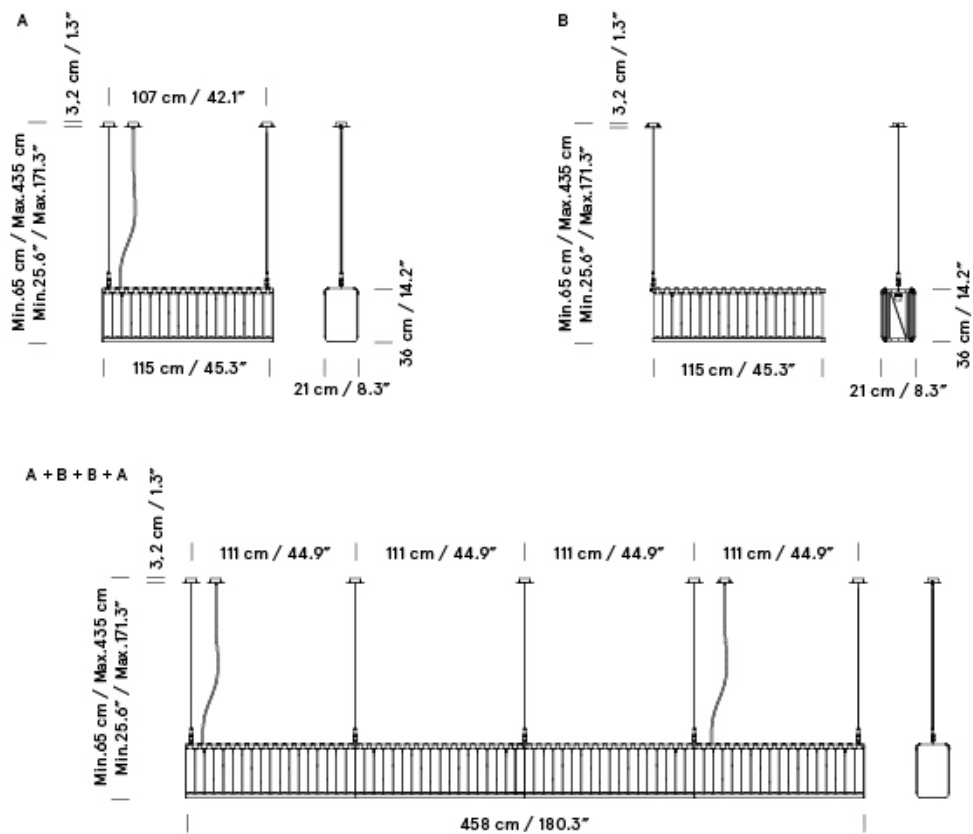 A
3,2 cm / 1.3"
107 cm / 42.1"
Min.65 cm / Max.435 cm
Min.25.6" / Max.171.3"
36 cm / 14.2"
115 cm / 45.3"
21 cm / 8.3"
B
3,2 cm / 1.3"
Min.65 cm / Max.435 cm
Min.25.6" / Max.171.3"
36 cm / 14.2"
115 cm / 45.3"
21 cm / 8.3"
A + B + B + A
3,2 cm / 1.3"
111 cm / 44.9"
111 cm / 44.9"
111 cm / 44.9"
111 cm / 44.9"
Min.65 cm / Max.435 cm
Min.25.6" / Max.171.3"
458 cm / 180.3"